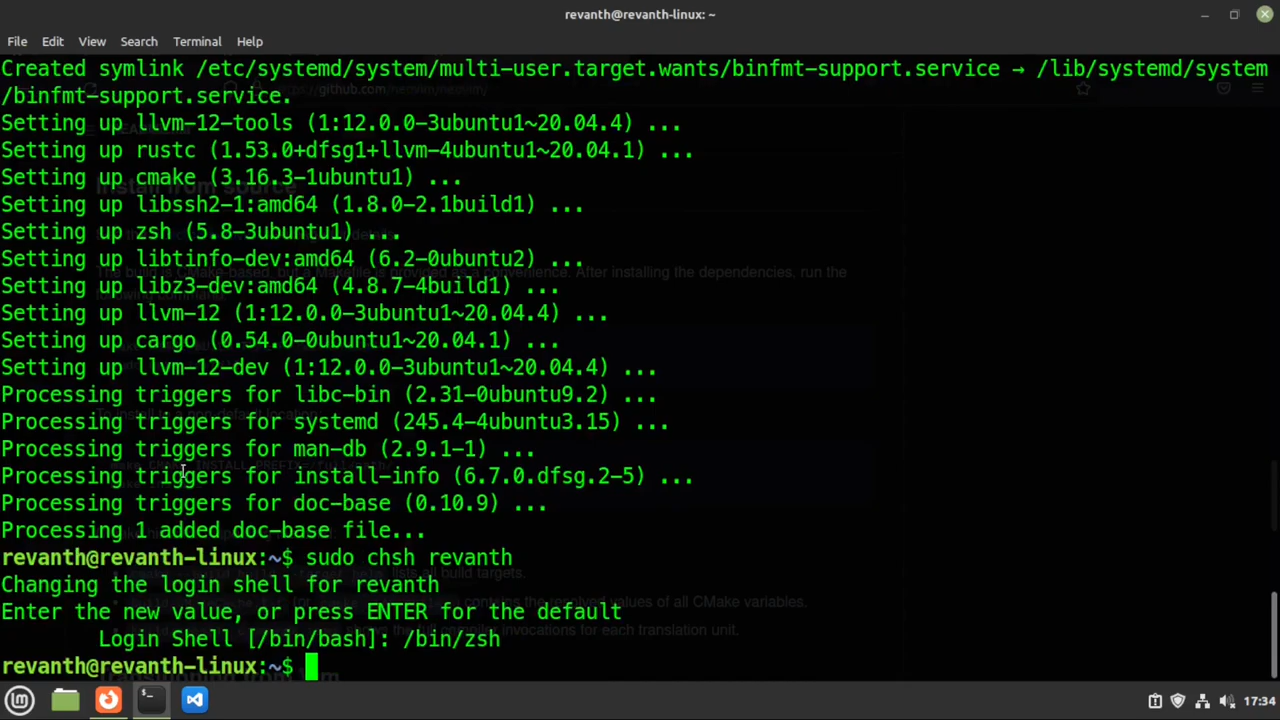 revanth@revanth-linux: ~
File Edit View Search Terminal Help
Created symlink /etc/systemd/system/multi-user.target.wants/binfmt-support.service → /lib/systemd/system
/binfmt-support.service.
Setting up llvm-12-tools (1:12.0.0-3ubuntu1~20.04.4) ...
Setting up rustc (1.53.0+dfsg1+llvm-4ubuntu1~20.04.1) ...
Setting up cmake (3.16.3-1ubuntu1) ...
Setting up libssh2-1:amd64 (1.8.0-2.1build1) ...
Setting up zsh (5.8-3ubuntu1) ...
Setting up libtinfo-dev:amd64 (6.2-0ubuntu2) ...
Setting up libz3-dev:amd64 (4.8.7-4build1) ...
Setting up llvm-12 (1:12.0.0-3ubuntu1~20.04.4) ...
Setting up cargo (0.54.0-0ubuntu1~20.04.1) ...
Setting up llvm-12-dev (1:12.0.0-3ubuntu1~20.04.4) ...
Processing triggers for libc-bin (2.31-0ubuntu9.2) ...
Processing triggers for systemd (245.4-4ubuntu3.15) ...
Processing triggers for man-db (2.9.1-1) ...
Processing triggers for install-info (6.7.0.dfsg.2-5) ...
Processing triggers for doc-base (0.10.9) ...
Processing 1 added doc-base file...
revanth@revanth-linux:~$ sudo chsh revanth
Changing the login shell for revanth
Enter the new value, or press ENTER for the default
Login Shell [/bin/bash]: /bin/zsh
revanth@revanth-linux:~$
17:34